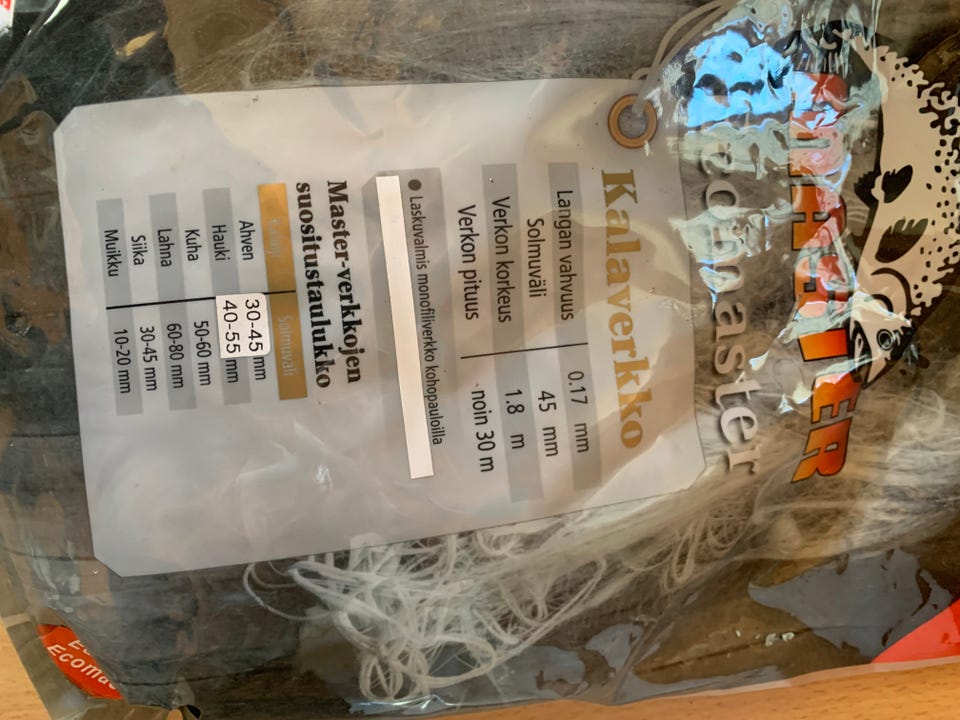 MASTER
Ecomaster
Kalaverkko
Langan vahvuus 0.17 mm
Solmuväli 45 mm
Verkon korkeus 1.8 m
Verkon pituus noin 30 m
● Laskuvalmis monofiiliverkko kohopauloilla
Master-verkkojen
suositustaulukko
Solmuväli
Ahven 30-45 mm
Hauki 40-55 mm
Kuha 50-60 mm
Lahna 60-80 mm
Siika 30-45 mm
Muikku 10-20 mm